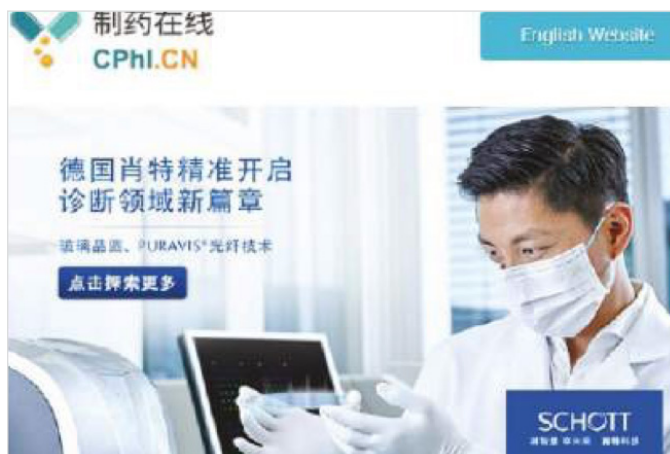 制药在线
CPhI.CN
English Website
德国肖特精准开启
诊断领域新篇章
玻璃晶圆、PURAVIS®光纤技术
点击探索更多
SCHOTT